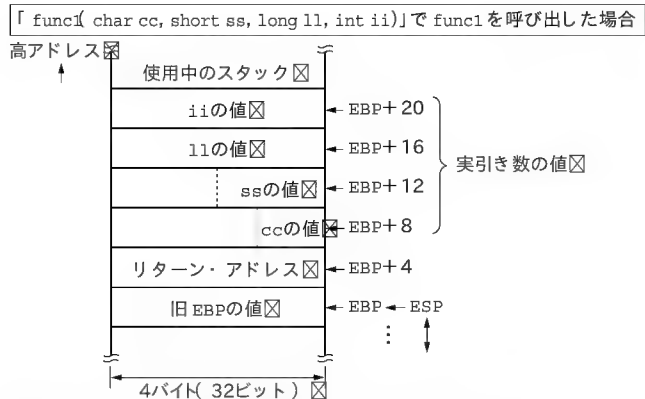 「 func1( char cc, short ss, long ll, int ii)」で func1 を呼び出した場合
高アドレス☒
使用中のスタック☒
iiの値☒
← EBP+20
llの値☒
← EBP+16
実引き数の値☒
ssの値☒
← EBP+12
ccの値☒
← EBP+8
リターン・アドレス☒
← EBP+4
旧EBPの値☒
← EBP ← ESP
4バイト( 32ビット ) ☒